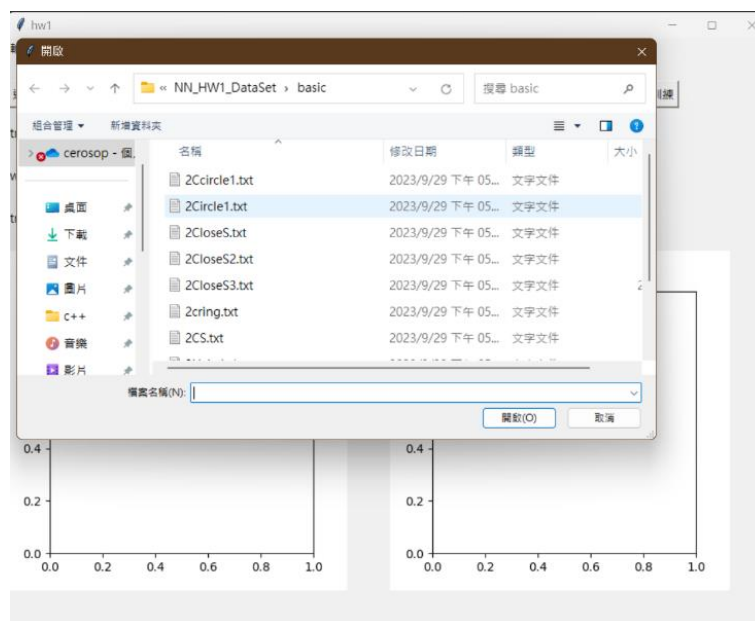 hw1
開啟
« NN_HW1_DataSet › basic
搜尋 basic
練
組合管理
新增資料夾
cerosop - 個
名稱
修改日期
類型
大小
2Ccircle1.txt 2023/9/29 下午 05... 文字文件
桌面
2Circle1.txt 2023/9/29 下午 05... 文字文件
下載
2CloseS.txt 2023/9/29 下午 05... 文字文件
文件
2CloseS2.txt 2023/9/29 下午 05... 文字文件
圖片
2CloseS3.txt 2023/9/29 下午 05... 文字文件 2
c++
2cring.txt 2023/9/29 下午 05... 文字文件
音樂
2CS.txt 2023/9/29 下午 05... 文字文件
影片
檔案名稱(N):
開啟(O)
取消
0.4
0.2
0.0
0.0 0.2 0.4 0.6 0.8 1.0
0.4
0.2
0.0
0.0 0.2 0.4 0.6 0.8 1.0